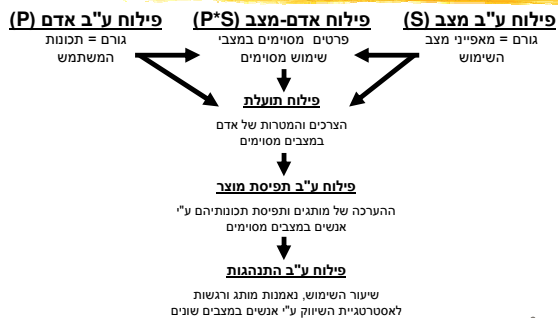 פילוח ע"ב מצב (S)
גורם = מאפייני מצב
השימוש
פילוח אדם-מצב (P*S)
פרטים מסוימים במצבי
שימוש מסוימים
פילוח ע"ב אדם (P)
גורם = תכונות
המשתמש
פילוח תועלת
הצרכים והמטרות של אדם
במצבים מסוימים
פילוח ע"ב תפיסת מוצר
ההערכה של מותגים ותפיסת תכונותיהם ע"י
אנשים במצבים מסוימים
פילוח ע"ב התנהגות
שיעור השימוש, נאמנות מותג ורגשות
לאסטרטגיית השיווק ע"י אנשים במצבים שונים